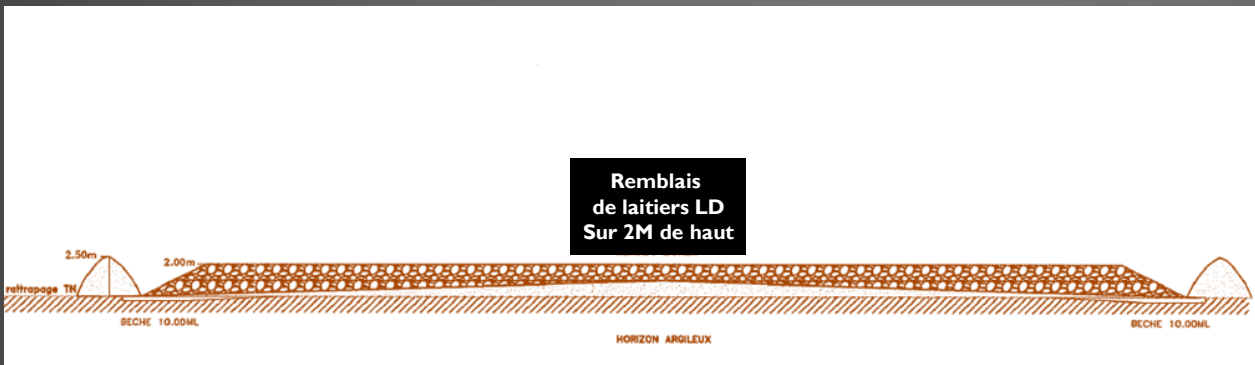 Remblais
de laitiers LD
Sur 2M de haut
2.50m
2.00m
rattrapage TN
BECHE 10.00ML
BECHE 10.00ML
HORIZON ARGILEUX